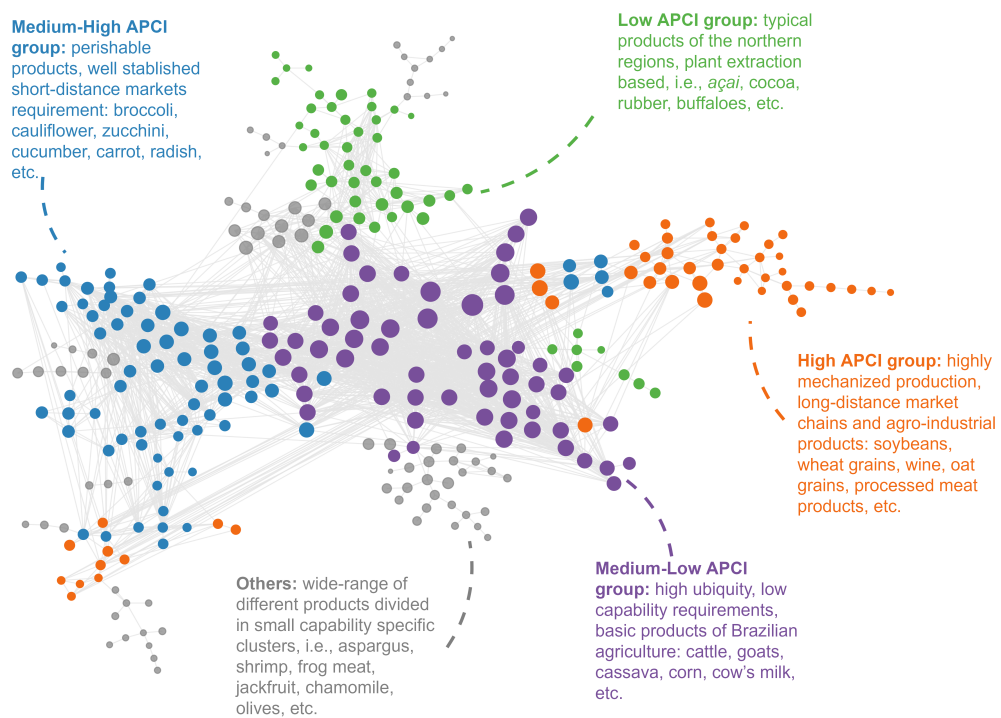 Medium-High APCI
group: perishable
products, well stablished
short-distance markets
requirement: broccoli,
cauliflower, zucchini,
cucumber, carrot, radish,
etc.
Low APCI group: typical
products of the northern
regions, plant extraction
based, i.e., açai, cocoa,
rubber, buffaloes, etc.
High APCI group: highly
mechanized production,
long-distance market
chains and agro-industrial
products: soybeans,
wheat grains, wine, oat
grains, processed meat
products, etc.
Others: wide-range of
different products divided
in small capability specific
clusters, i.e., aspargus,
shrimp, frog meat,
jackfruit, chamomile,
olives, etc.
Medium-Low APCI
group: high ubiquity, low
capability requirements,
basic products of Brazilian
agriculture: cattle, goats,
cassava, corn, cow's milk,
etc.